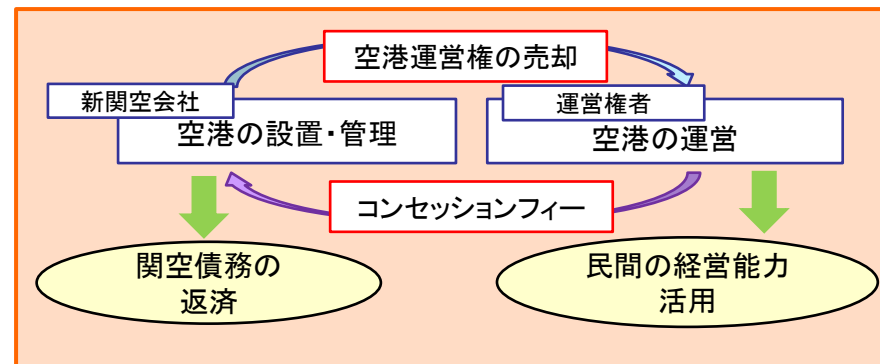 空港運営権の売却
新関空会社
運営権者
空港の設置・管理
空港の運営
コンセッションフィー
関空債務の
返済
民間の経営能力
活用